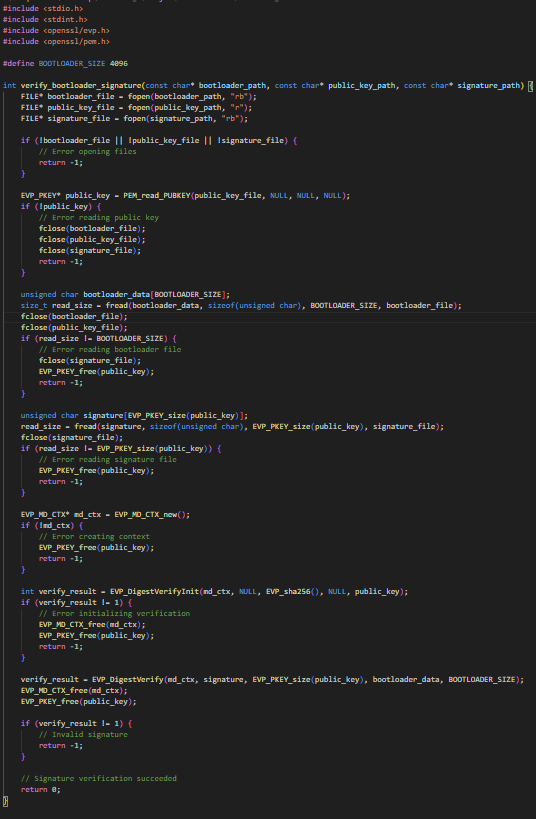 #include <stdio.h>
#include <stdint.h>
#include <openssl/evp.h>
#include <openssl/pem.h>
#define BOOTLOADER_SIZE 4096
int verify_bootloader_signature(const char* bootloader_path, const char* public_key_path, const char* signature_path) {
FILE* bootloader_file = fopen(bootloader_path, "rb");
FILE* public_key_file = fopen(public_key_path, "r");
FILE* signature_file = fopen(signature_path, "rb");
if (!bootloader_file || !public_key_file || !signature_file) {
// Error opening files
return -1;
}
EVP_PKEY* public_key = PEM_read_PUBKEY(public_key_file, NULL, NULL, NULL);
if (!public_key) {
// Error reading public key
fclose(bootloader_file);
fclose(public_key_file);
fclose(signature_file);
return -1;
}
unsigned char bootloader_data[BOOTLOADER_SIZE];
size_t read_size = fread(bootloader_data, sizeof(unsigned char), BOOTLOADER_SIZE, bootloader_file);
fclose(bootloader_file);
fclose(public_key_file);
if (read_size != BOOTLOADER_SIZE) {
// Error reading bootloader file
fclose(signature_file);
EVP_PKEY_free(public_key);
return -1;
}
unsigned char signature[EVP_PKEY_size(public_key)];
read_size = fread(signature, sizeof(unsigned char), EVP_PKEY_size(public_key), signature_file);
fclose(signature_file);
if (read_size != EVP_PKEY_size(public_key)) {
// Error reading signature file
EVP_PKEY_free(public_key);
return -1;
}
EVP_MD_CTX* md_ctx = EVP_MD_CTX_new();
if (!md_ctx) {
// Error creating context
EVP_PKEY_free(public_key);
return -1;
}
int verify_result = EVP_DigestVerifyInit(md_ctx, NULL, EVP_sha256(), NULL, public_key);
if (verify_result != 1) {
// Error initializing verification
EVP_MD_CTX_free(md_ctx);
EVP_PKEY_free(public_key);
return -1;
}
verify_result = EVP_DigestVerify(md_ctx, signature, EVP_PKEY_size(public_key), bootloader_data, BOOTLOADER_SIZE);
EVP_MD_CTX_free(md_ctx);
EVP_PKEY_free(public_key);
if (verify_result != 1) {
// Invalid signature
return -1;
}
// Signature verification succeeded
return 0;
}